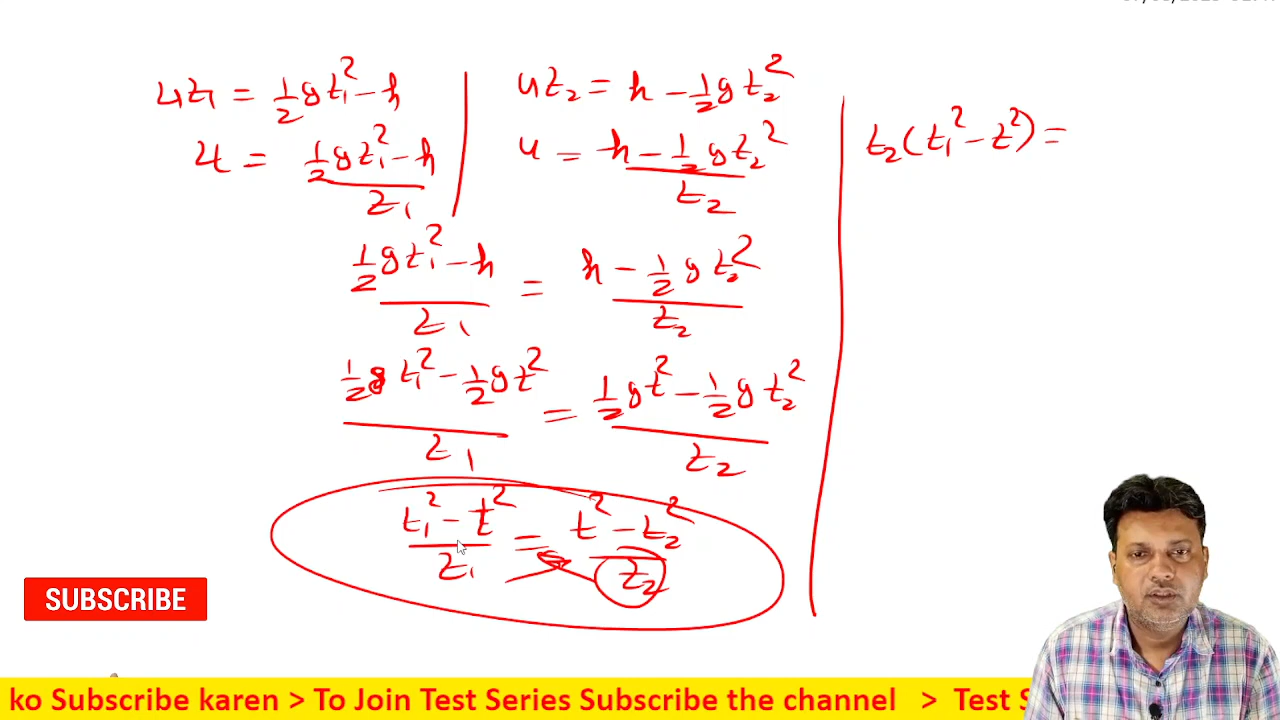 ut₁ = ½gt₁² - h
u = (½gt₁² - h)/t₁
ut₂ = h - ½gt₂²
u = (h - ½gt₂²)/t₂
(½gt₁² - h)/t₁ = (h - ½gt₂²)/t₂
(½gt₁² - ½gt²)/t₁ = (½gt² - ½gt₂²)/t₂
(t₁² - t²)/t₁ = (t² - t₂²)/t₂
t₂(t₁² - t²) =
SUBSCRIBE
ko Subscribe karen > To Join Test Series Subscribe the channel > Test S